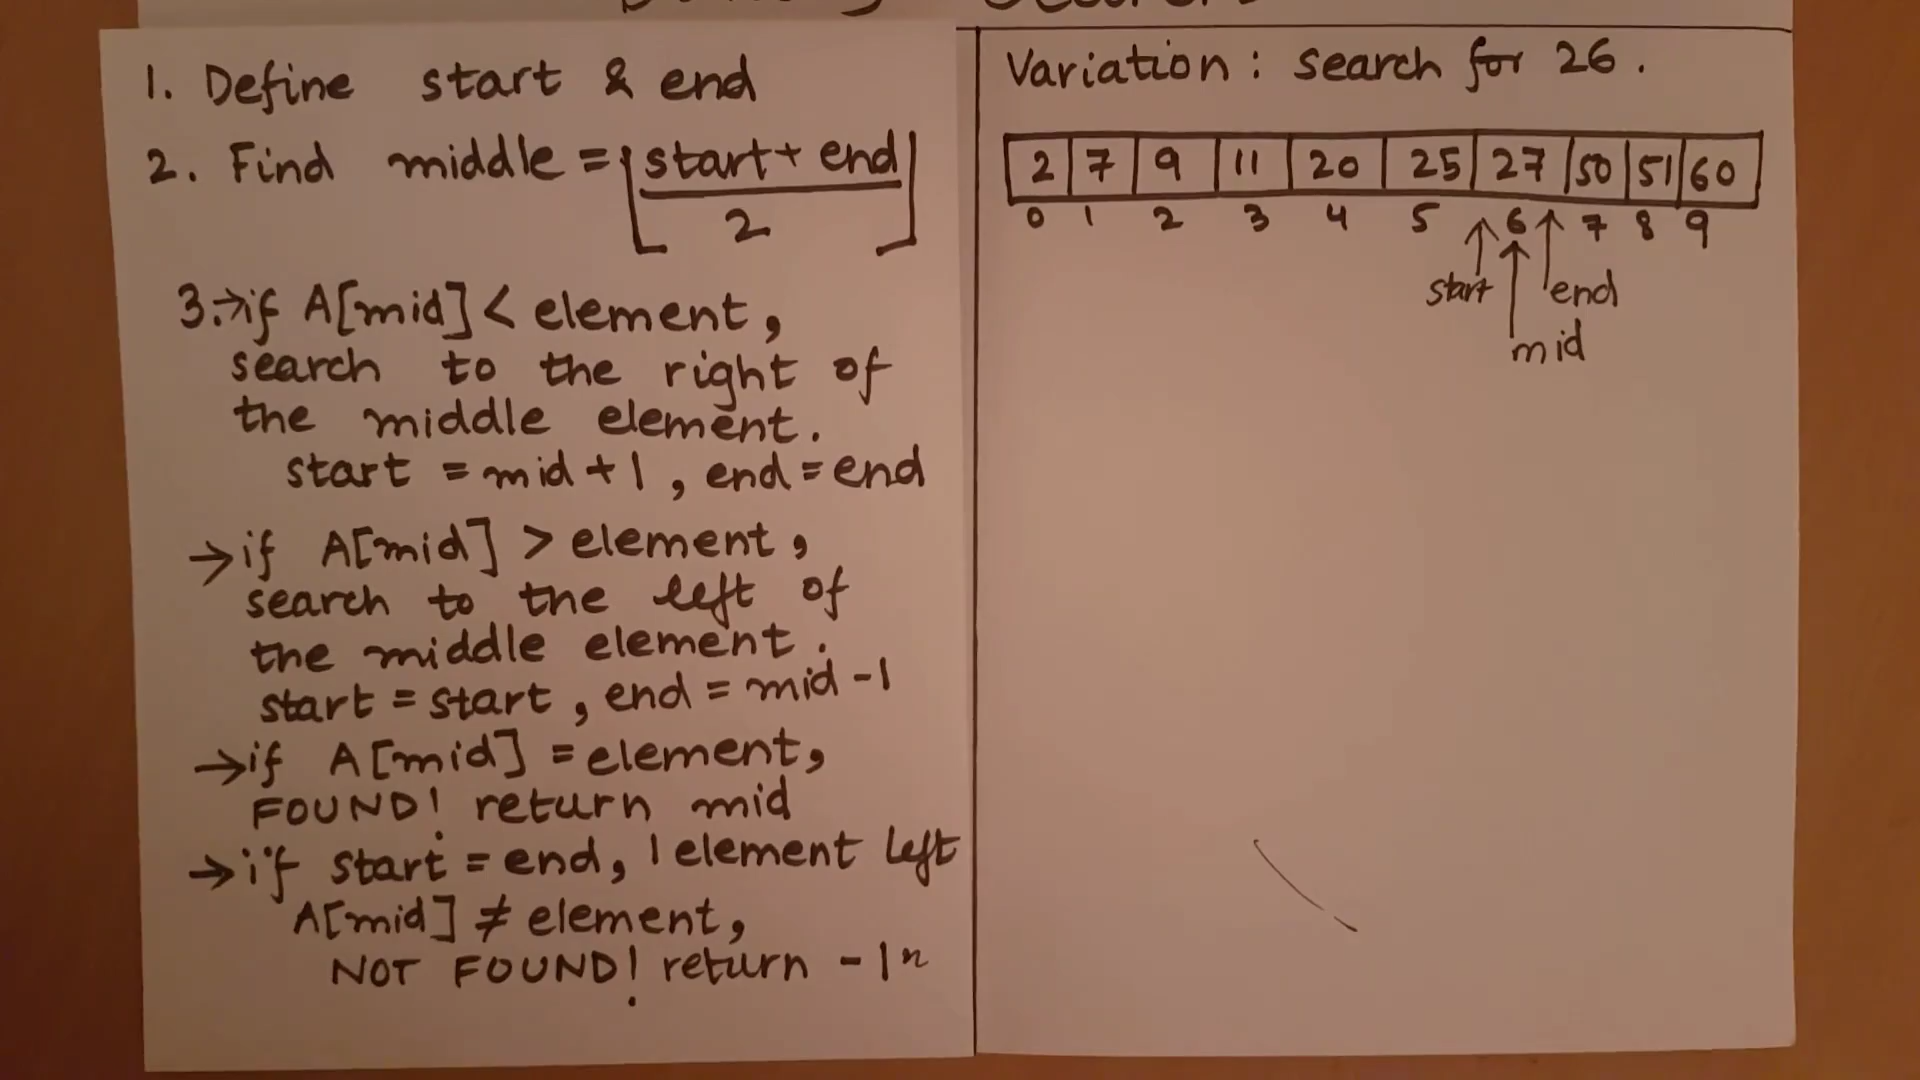 1. Define start & end
2. Find middle = ⌊start + end / 2⌋
3.→if A[mid] < element,
search to the right of
the middle element.
start = mid + 1, end = end
→if A[mid] > element,
search to the left of
the middle element.
start = start, end = mid - 1
→if A[mid] = element,
FOUND! return mid
→if start = end, 1 element left
A[mid] ≠ element,
NOT FOUND! return -1
Variation: search for 26.
2 7 9 11 20 25 27 50 51 60
0 1 2 3 4 5 6 7 8 9
start end
mid